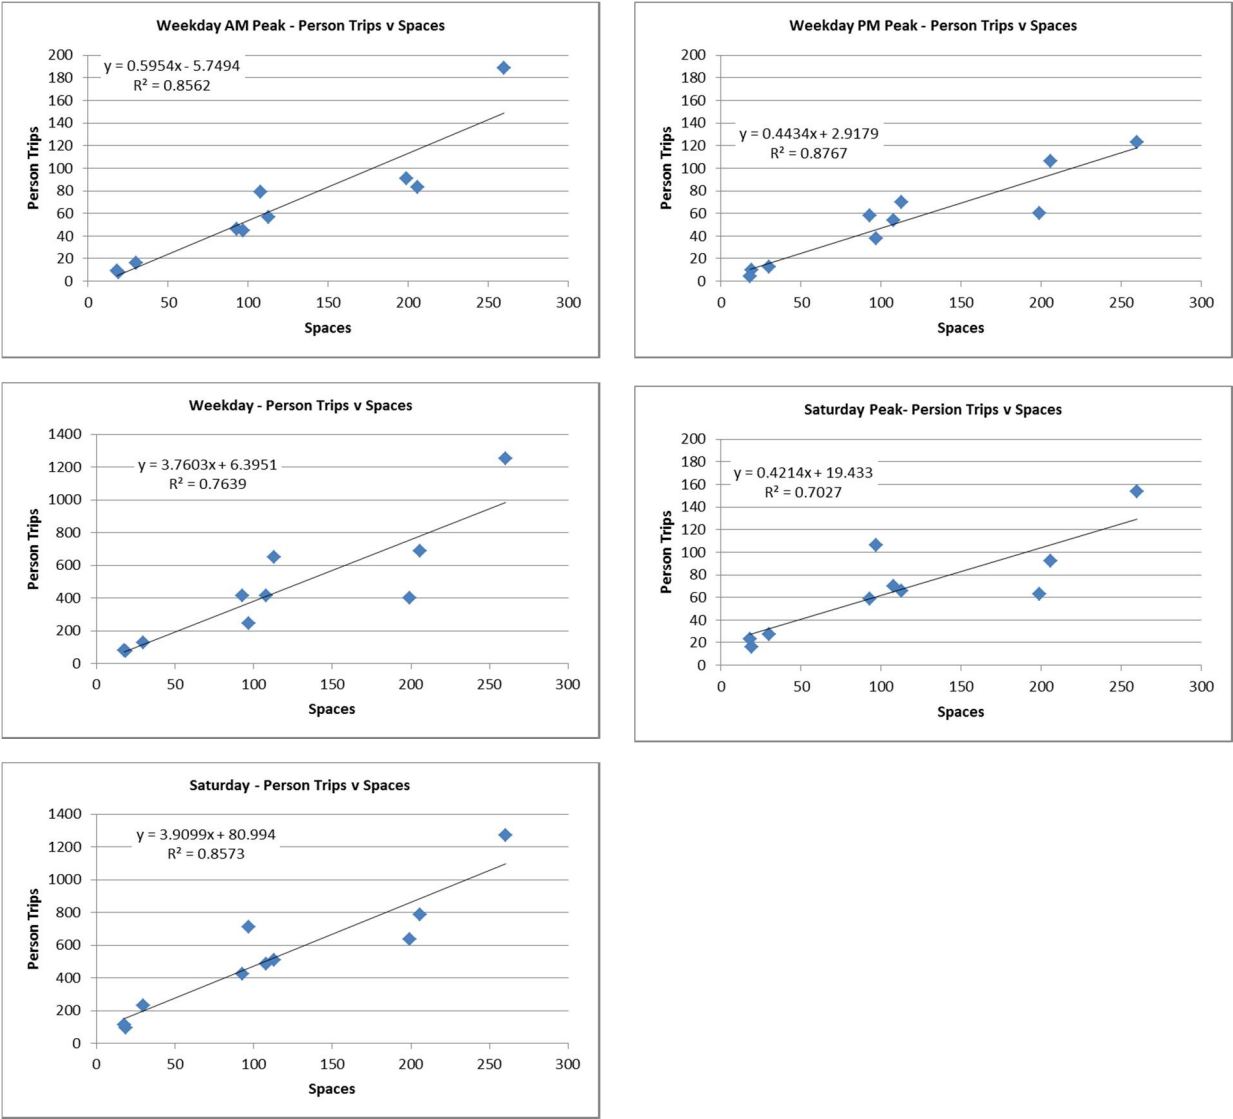 Weekday AM Peak - Person Trips v Spaces
200
180
160
140
120
100
80
60
40
20
0
y = 0.5954x - 5.7494
R² = 0.8562
Person Trips
0 50 100 150 200 250 300
Spaces
Weekday PM Peak - Person Trips v Spaces
200
180
160
140
120
100
80
60
40
20
0
y = 0.4434x + 2.9179
R² = 0.8767
Person Trips
0 50 100 150 200 250 300
Spaces
Weekday - Person Trips v Spaces
1400
1200
1000
800
600
400
200
0
y = 3.7603x + 6.3951
R² = 0.7639
Person Trips
0 50 100 150 200 250 300
Spaces
Saturday Peak- Persion Trips v Spaces
200
180
160
140
120
100
80
60
40
20
0
y = 0.4214x + 19.433
R² = 0.7027
Person Trips
0 50 100 150 200 250 300
Spaces
Saturday - Person Trips v Spaces
1400
1200
1000
800
600
400
200
0
y = 3.9099x + 80.994
R² = 0.8573
Person Trips
0 50 100 150 200 250 300
Spaces